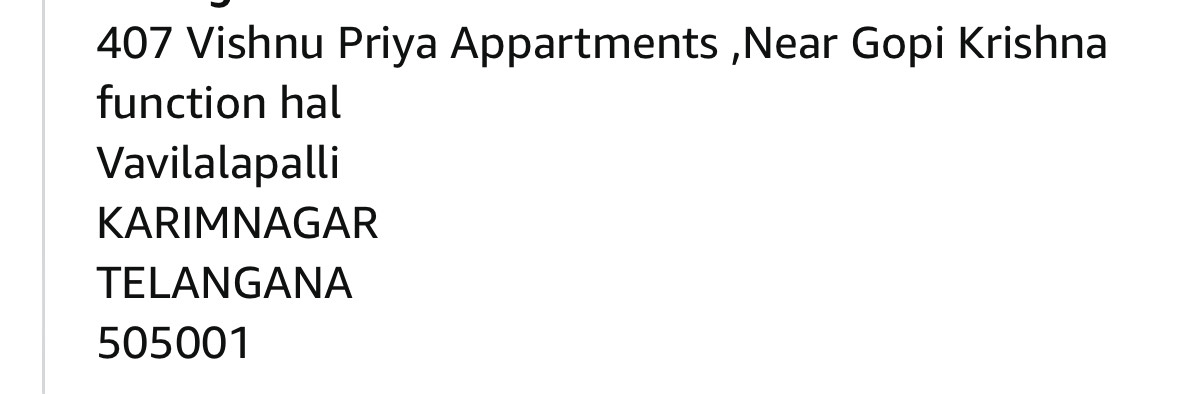 407 Vishnu Priya Appartments ,Near Gopi Krishna
function hal
Vavilalapalli
KARIMNAGAR
TELANGANA
505001